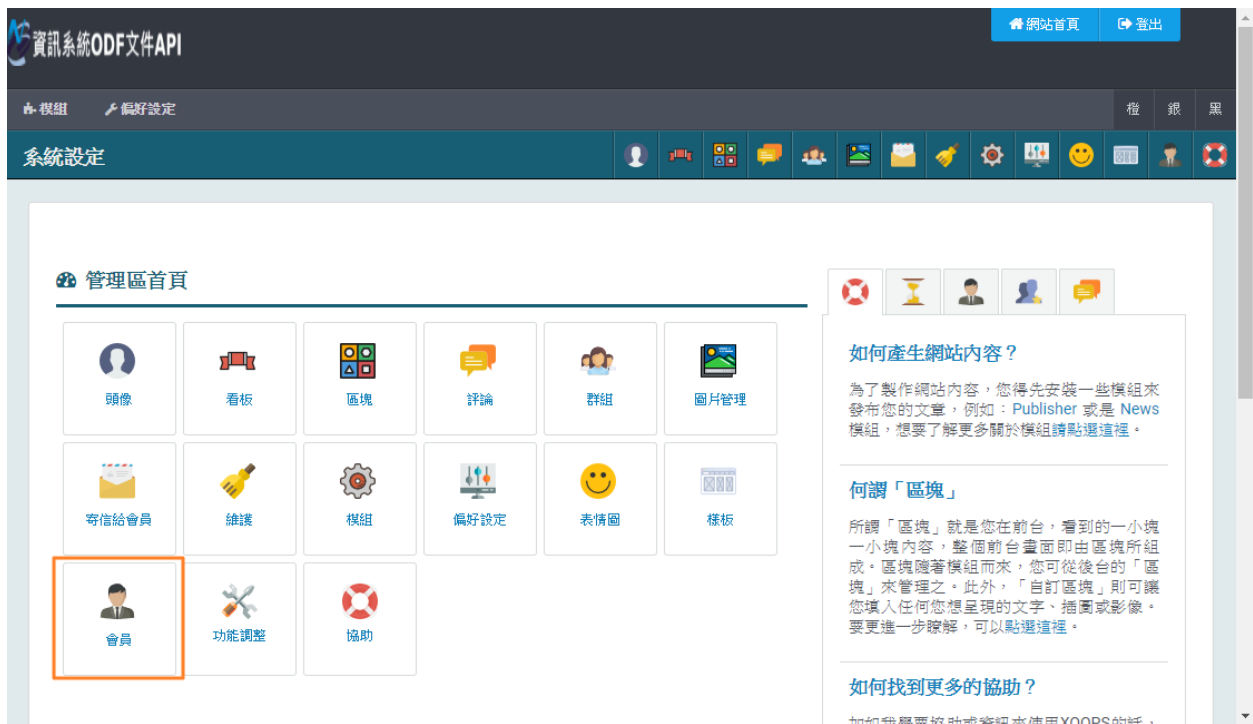 資訊系統ODF文件API
網站首頁
登出
模組
偏好設定
橙
銀
黑
系統設定
管理區首頁
頭像
看板
區塊
評論
群組
圖片管理
寄信給會員
維護
模組
偏好設定
表情圖
樣板
會員
功能調整
協助
如何產生網站內容？
為了製作網站內容，您得先安裝一些模組來
發布您的文章，例如：Publisher 或是 News
模組，想要了解更多關於模組請點選這裡。
何謂「區塊」
所謂「區塊」就是您在前台，看到的一小塊
一小塊內容，整個前台畫面即由區塊所組
成。區塊隨著模組而來，您可從後台的「區
塊」來管理之。此外，「自訂區塊」則可讓
您填入任何您想呈現的文字、插圖或影像。
要更進一步瞭解，可以點選這裡。
如何找到更多的協助？